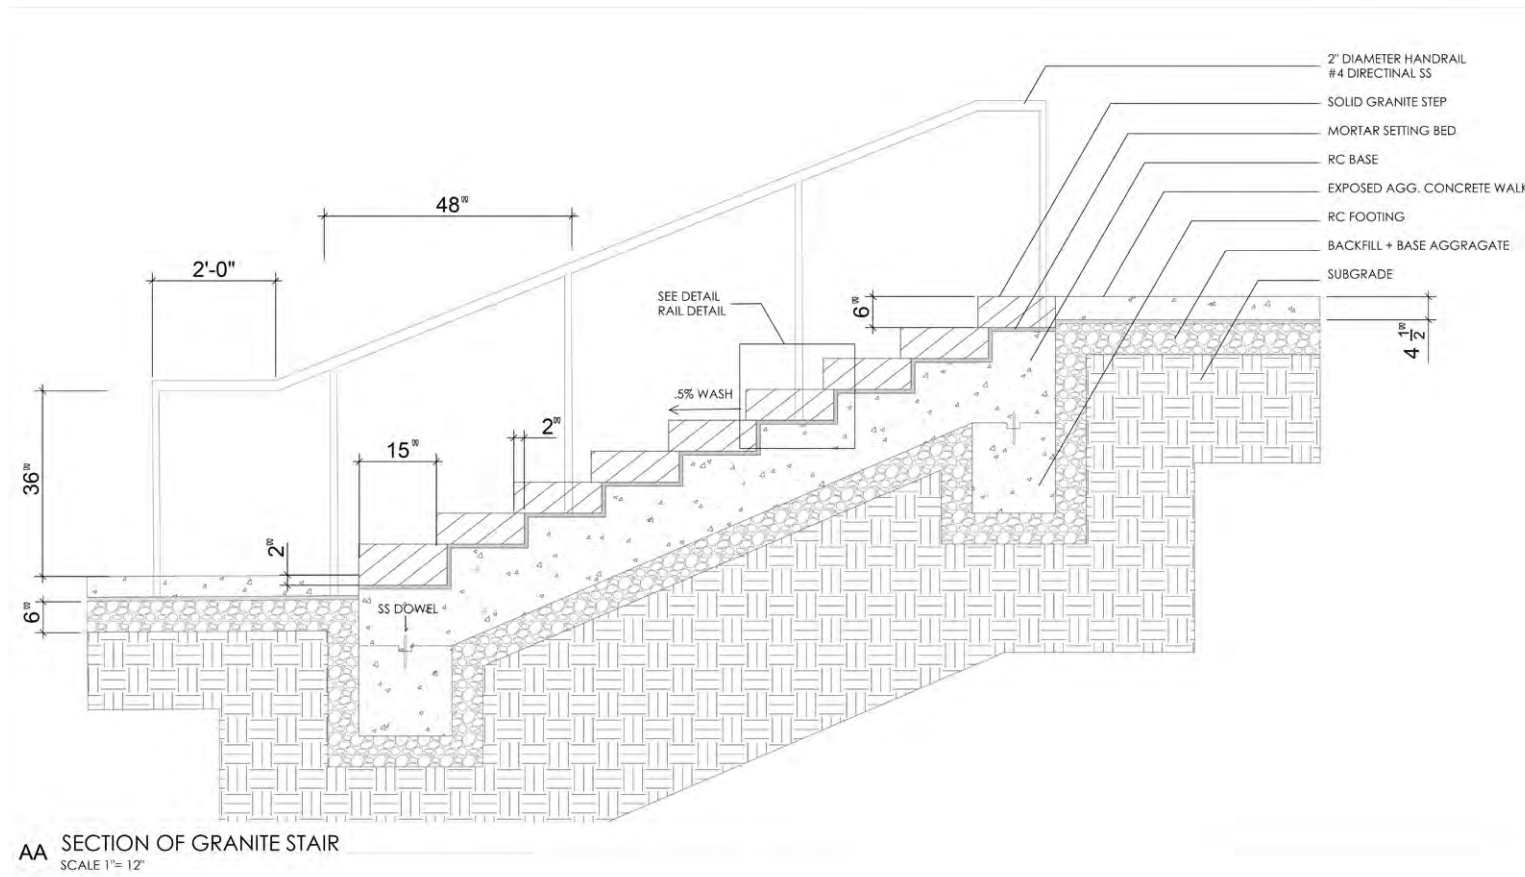 2" DIAMETER HANDRAIL
#4 DIRECTINAL SS
SOLID GRANITE STEP
MORTAR SETTING BED
RC BASE
EXPOSED AGG. CONCRETE WALK
RC FOOTING
BACKFILL + BASE AGGRAGATE
SUBGRADE
48"
2'-0"
SEE DETAIL
RAIL DETAIL
6"
4 1/2"
.5% WASH
2"
15"
36"
2"
6"
SS DOWEL
AA SECTION OF GRANITE STAIR
SCALE 1"= 12"